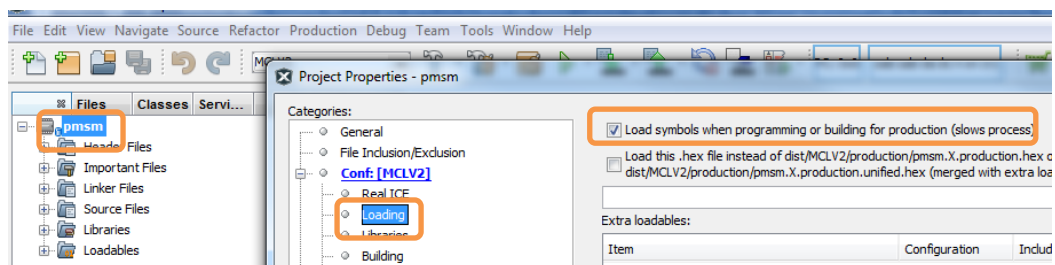 File Edit View Navigate Source Refactor Production Debug Team Tools Window Help
Project Properties - pmsm
Files Classes Servi...
pmsm
Header Files
Important Files
Linker Files
Source Files
Libraries
Loadables
Categories:
General
File Inclusion/Exclusion
Conf: [MCLV2]
Real ICE
Loading
Libraries
Building
Load symbols when programming or building for production (slows process)
Load this .hex file instead of dist/MCLV2/production/pmsm.X.production.hex
dist/MCLV2/production/pmsm.X.production.unified.hex (merged with extra
Extra loadables:
Item Configuration